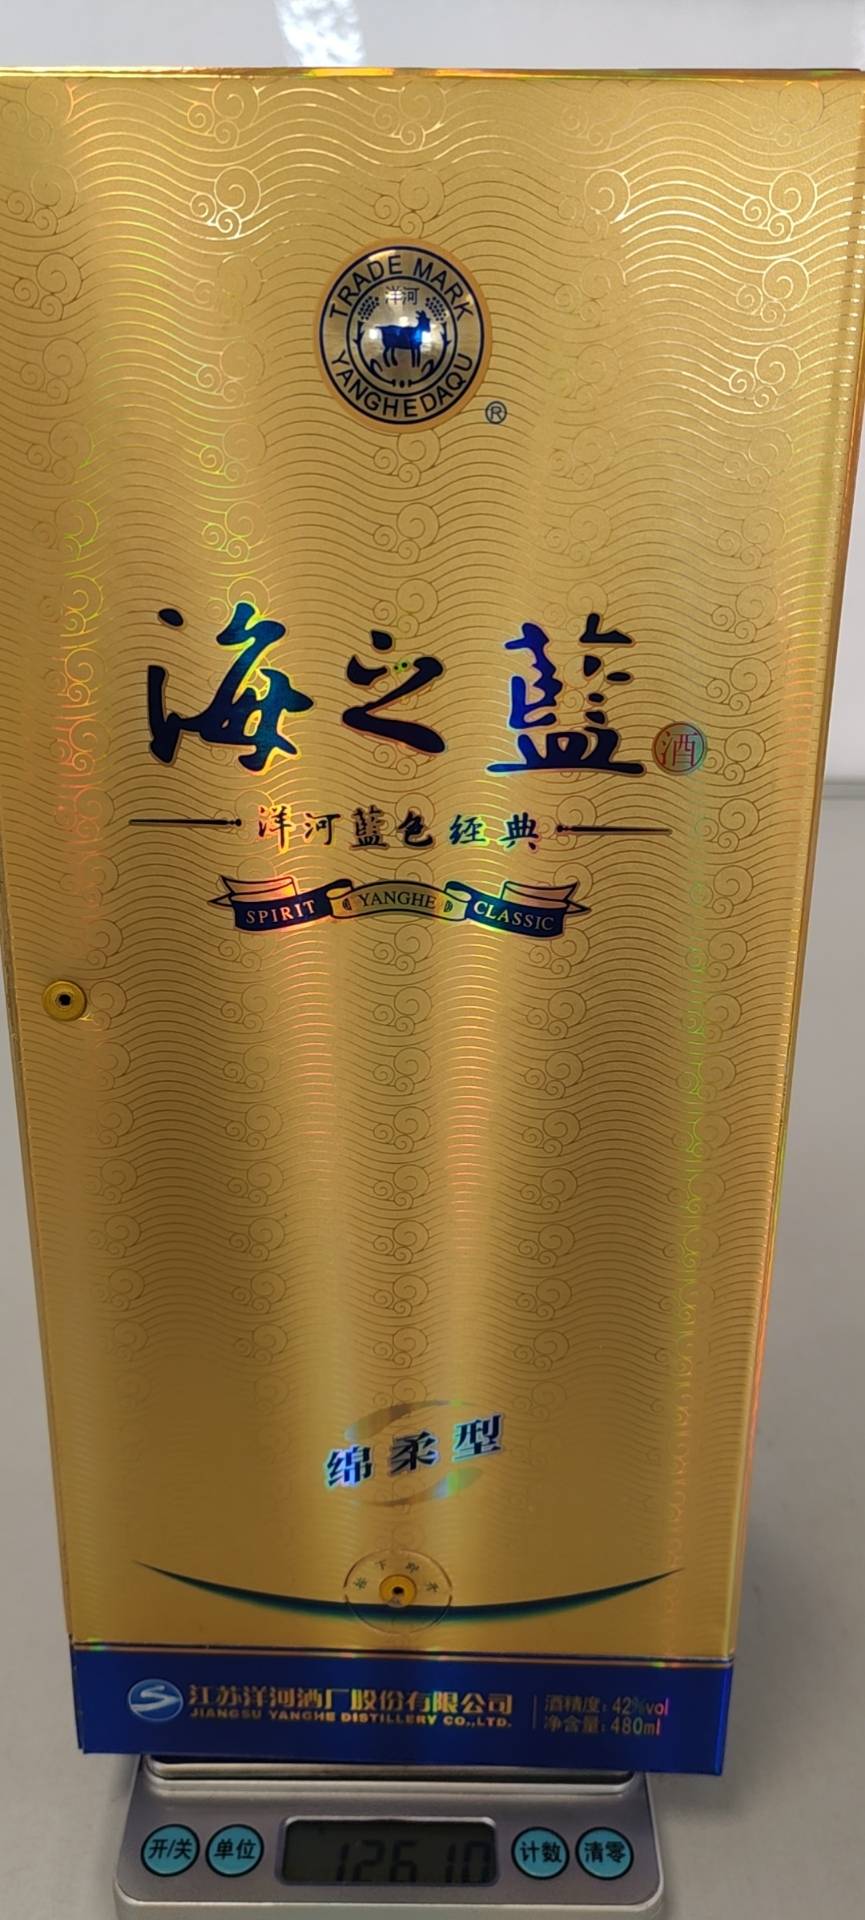 TRADE MARK
洋河
YANGHEDAQU
®
海之藍
酒
洋河藍色经典
SPIRIT YANGHE CLASSIC
绵柔型
江苏洋河酒厂股份有限公司
JIANGSU YANGHE DISTILLERY CO.,LTD.
酒精度:42%vol
净含量:480ml
开/关 单位 1261.0 计数 清零